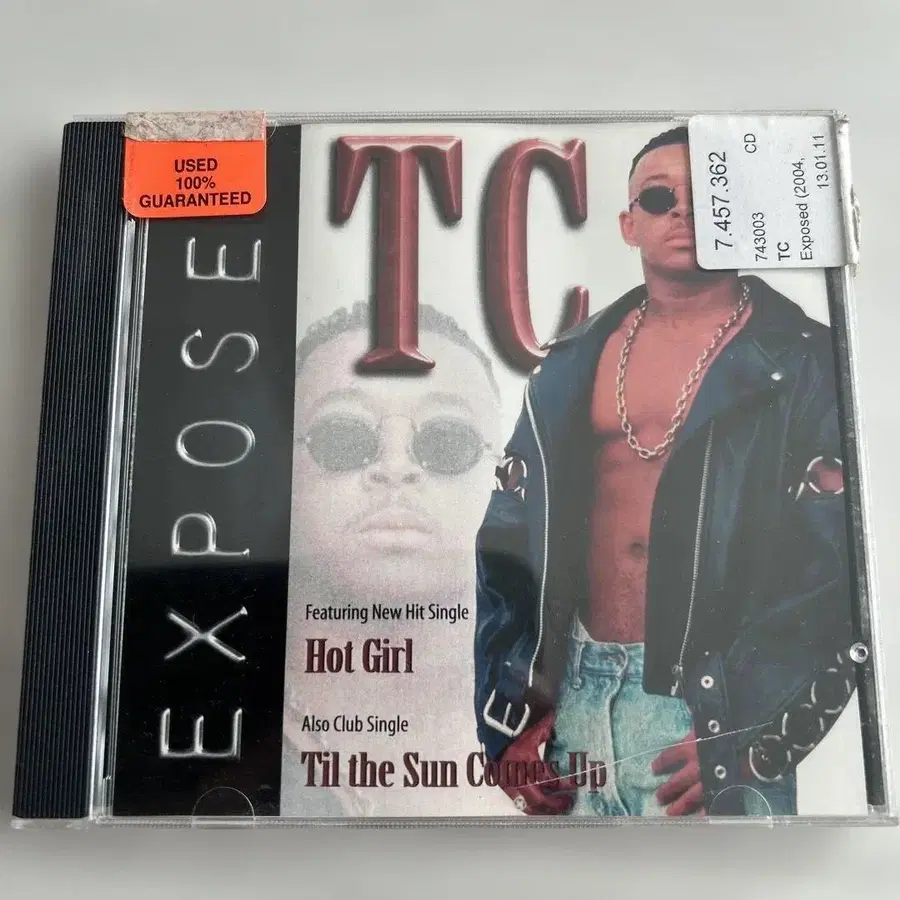 USED
100%
GUARANTEED
EXPOSE
TC
7.457.362
CD
743003
TC
Exposed (2004,
13.01.11
Featuring New Hit Single
Hot Girl
Also Club Single
Til the Sun Comes Up